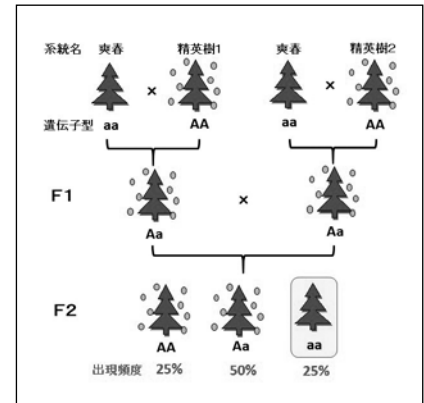 系統名 爽春 精英樹1 爽春 精英樹2
× ×
遺伝子型 aa AA aa AA
F1 ×
Aa Aa
F2
AA Aa aa
出現頻度 25% 50% 25%